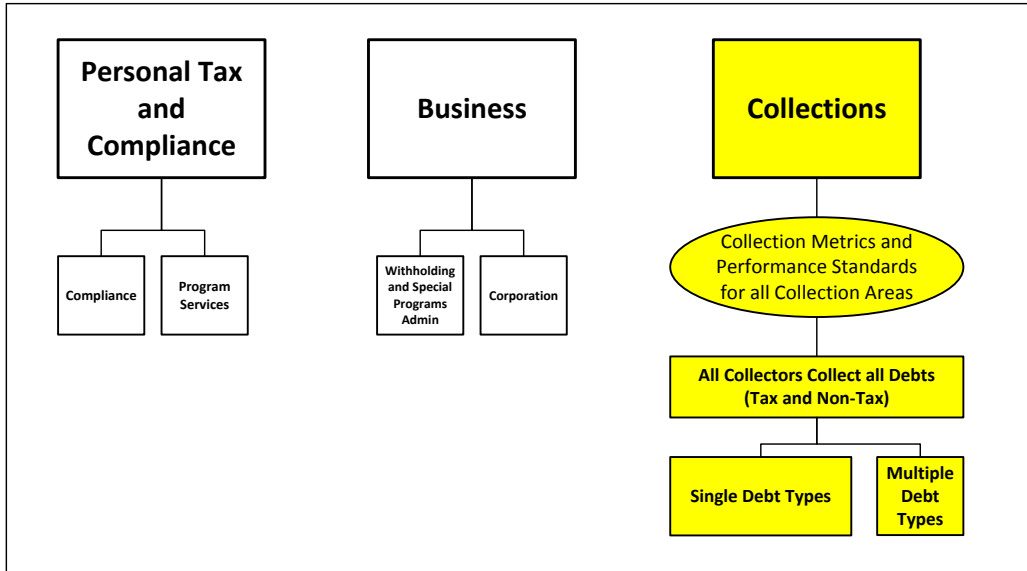 Personal Tax
and
Compliance
Business
Collections
Compliance
Program
Services
Withholding
and Special
Programs
Admin
Corporation
Collection Metrics and
Performance Standards
for all Collection Areas
All Collectors Collect all Debts
(Tax and Non-Tax)
Single Debt Types
Multiple
Debt
Types